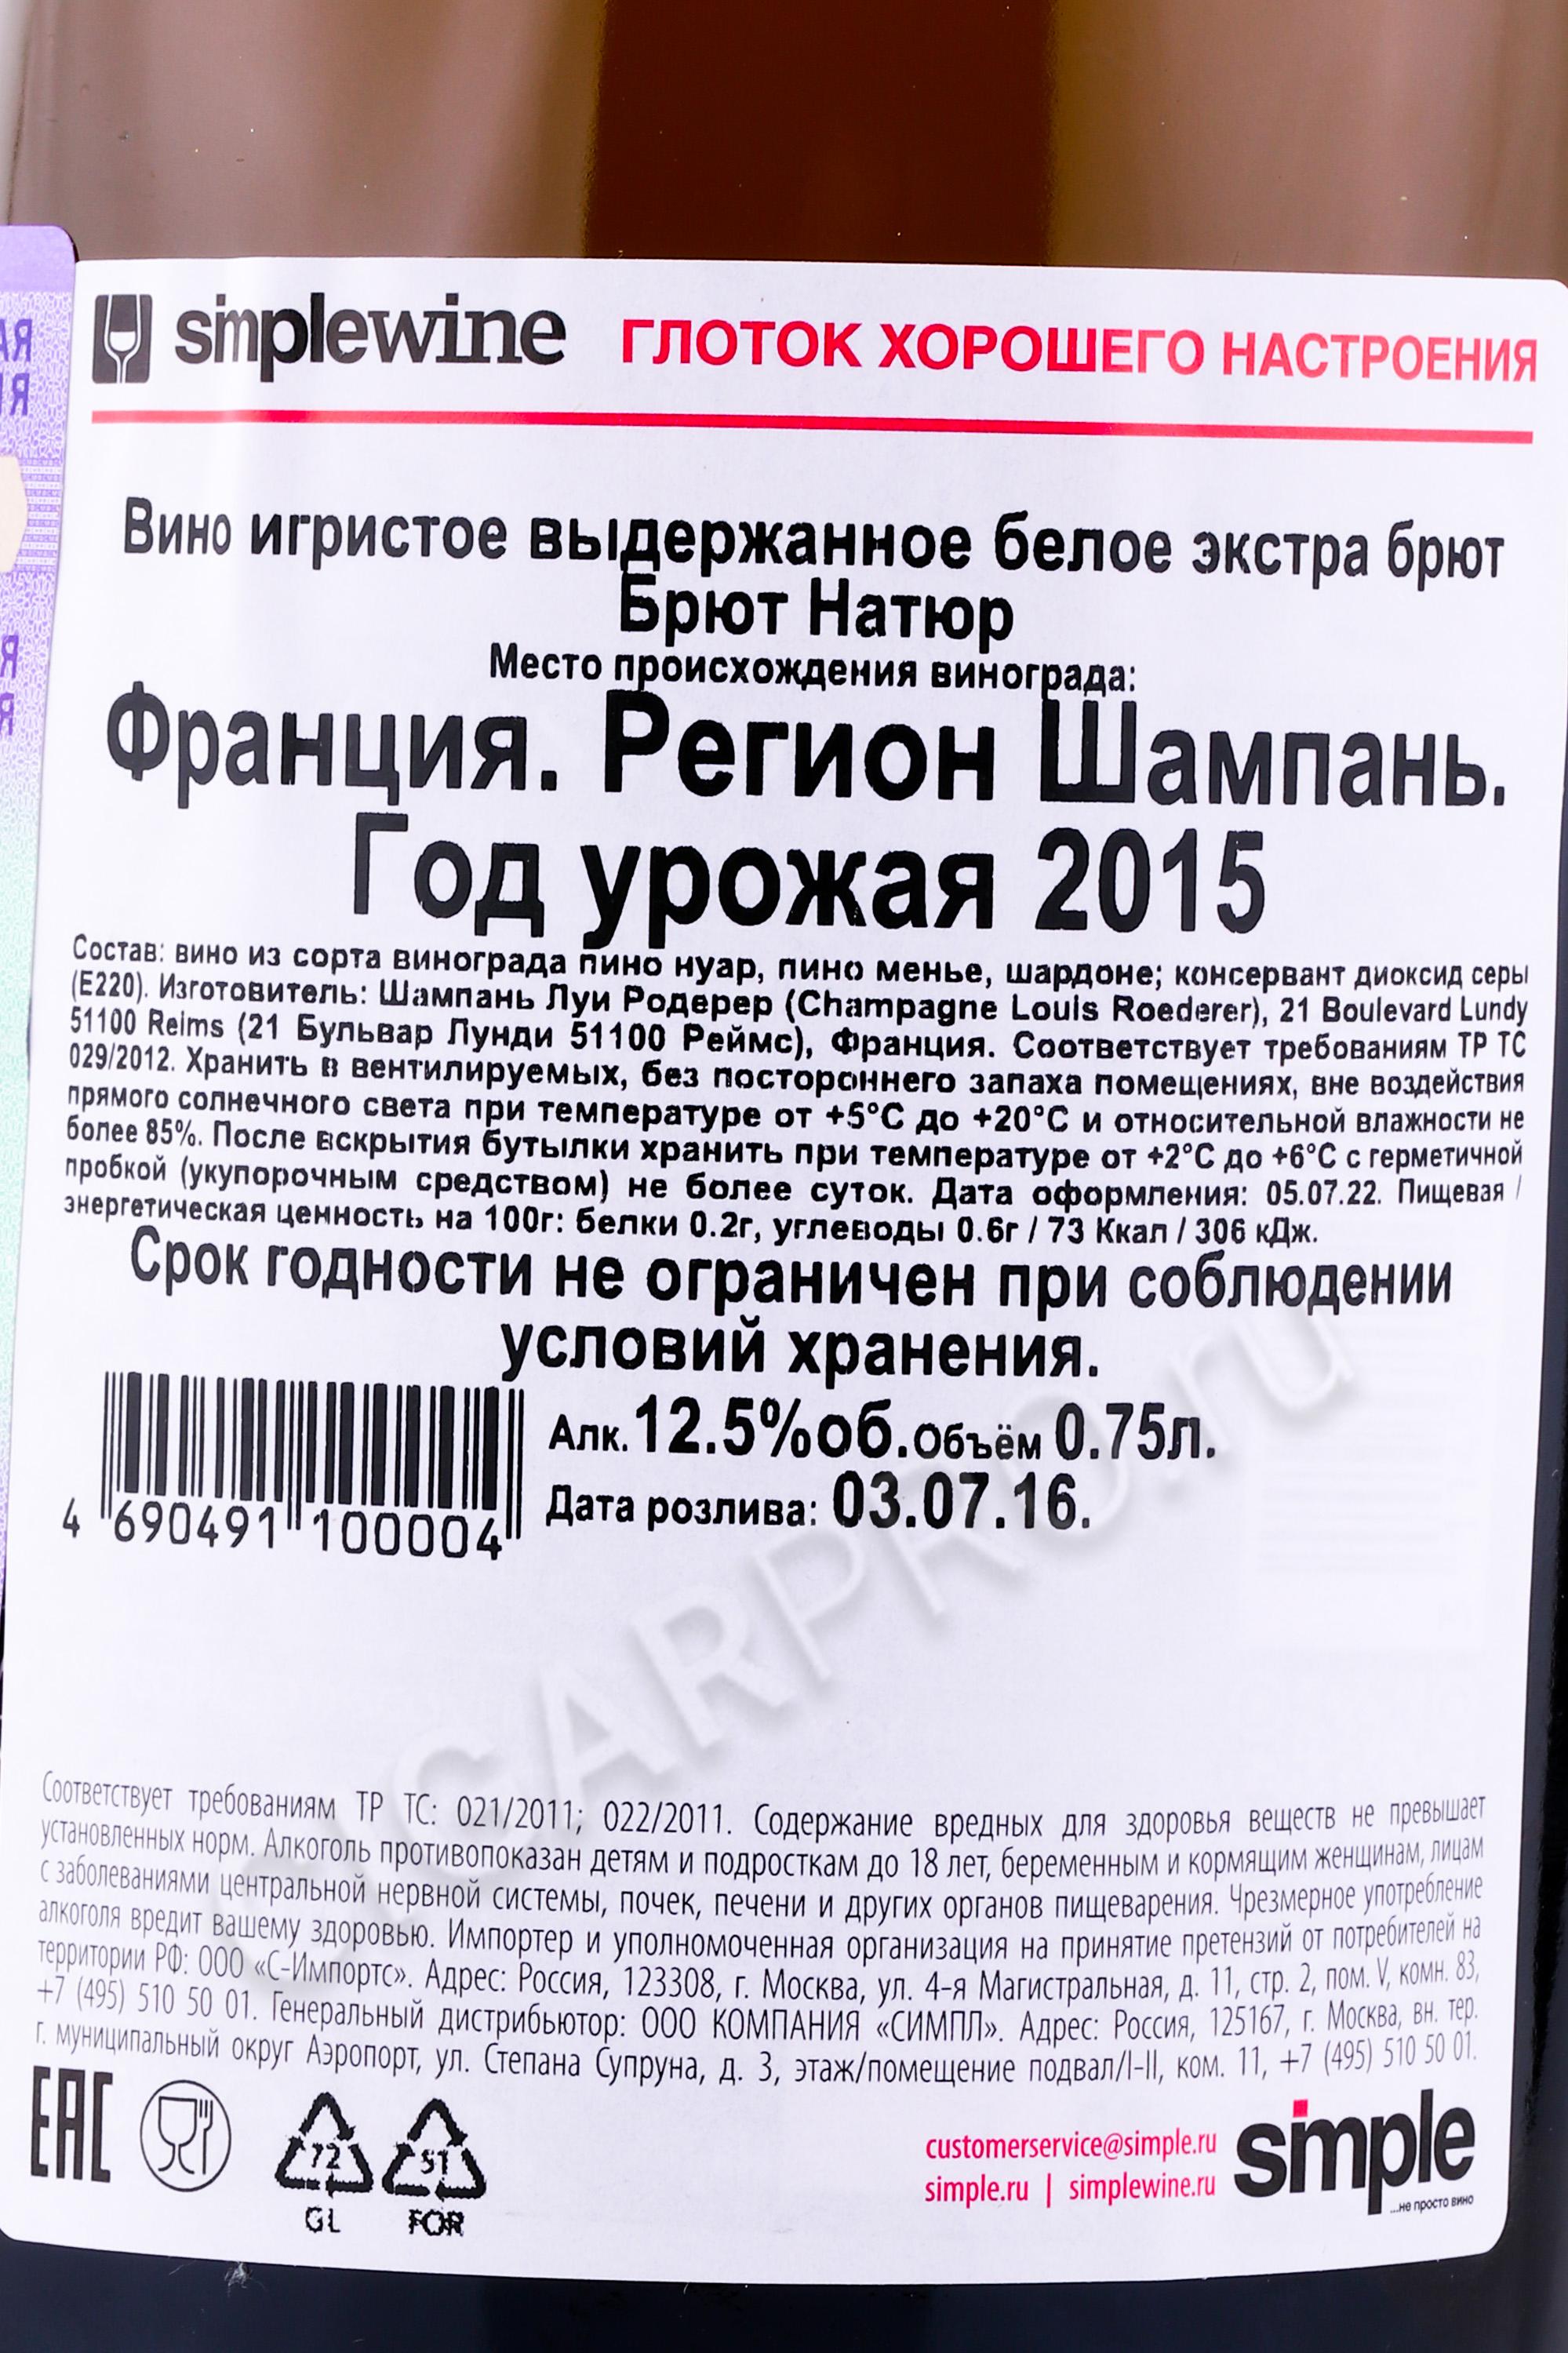 simplewine ГЛОТОК ХОРОШЕГО НАСТРОЕНИЯ
Вино игристое выдержанное белое экстра брют
Брют Натюр
Место происхождения винограда:
Франция. Регион Шампань.
Год урожая 2015
Состав: вино из сорта винограда пино нуар, пино менье, шардоне; консервант диоксид серы
(E220). Изготовитель: Шампань Луи Родерер (Champagne Louis Roederer), 21 Boulevard Lundy
51100 Reims (21 Бульвар Лунди 51100 Реймс), Франция. Соответствует требованиям ТР ТС
029/2012. Хранить в вентилируемых, без постороннего запаха помещениях, вне воздействия
прямого солнечного света при температуре от +5°С до +20°С и относительной влажности не
более 85%. После вскрытия бутылки хранить при температуре от +2°С до +6°С с герметичной
пробкой (укупорочным средством) не более суток. Дата оформления: 05.07.22. Пищевая /
энергетическая ценность на 100г: белки 0.2г, углеводы 0.6г / 73 Ккал / 306 кДж.
Срок годности не ограничен при соблюдении
условий хранения.
Алк. 12.5%об. Объём 0.75л.
Дата розлива: 03.07.16.
4 690491 100004
CIGARPRO.ru
Соответствует требованиям ТР ТС: 021/2011; 022/2011. Содержание вредных для здоровья веществ не превышает
установленных норм. Алкоголь противопоказан детям и подросткам до 18 лет, беременным и кормящим женщинам, лицам
с заболеваниями центральной нервной системы, почек, печени и других органов пищеварения. Чрезмерное употребление
алкоголя вредит вашему здоровью. Импортер и уполномоченная организация на принятие претензий от потребителей на
территории РФ: ООО «С-Импортс». Адрес: Россия, 123308, г. Москва, ул. 4-я Магистральная, д. 11, стр. 2, пом. V, комн. 83,
+7 (495) 510 50 01. Генеральный дистрибьютор: ООО КОМПАНИЯ «СИМПЛ». Адрес: Россия, 125167, г. Москва, вн. тер.
г. муниципальный округ Аэропорт, ул. Степана Супруна, д. 3, этаж/помещение подвал/I-II, ком. 11, +7 (495) 510 50 01.
EAC
72
GL
51
FOR
customerservice@simple.ru
simple.ru | simplewine.ru
simple
...не просто вино